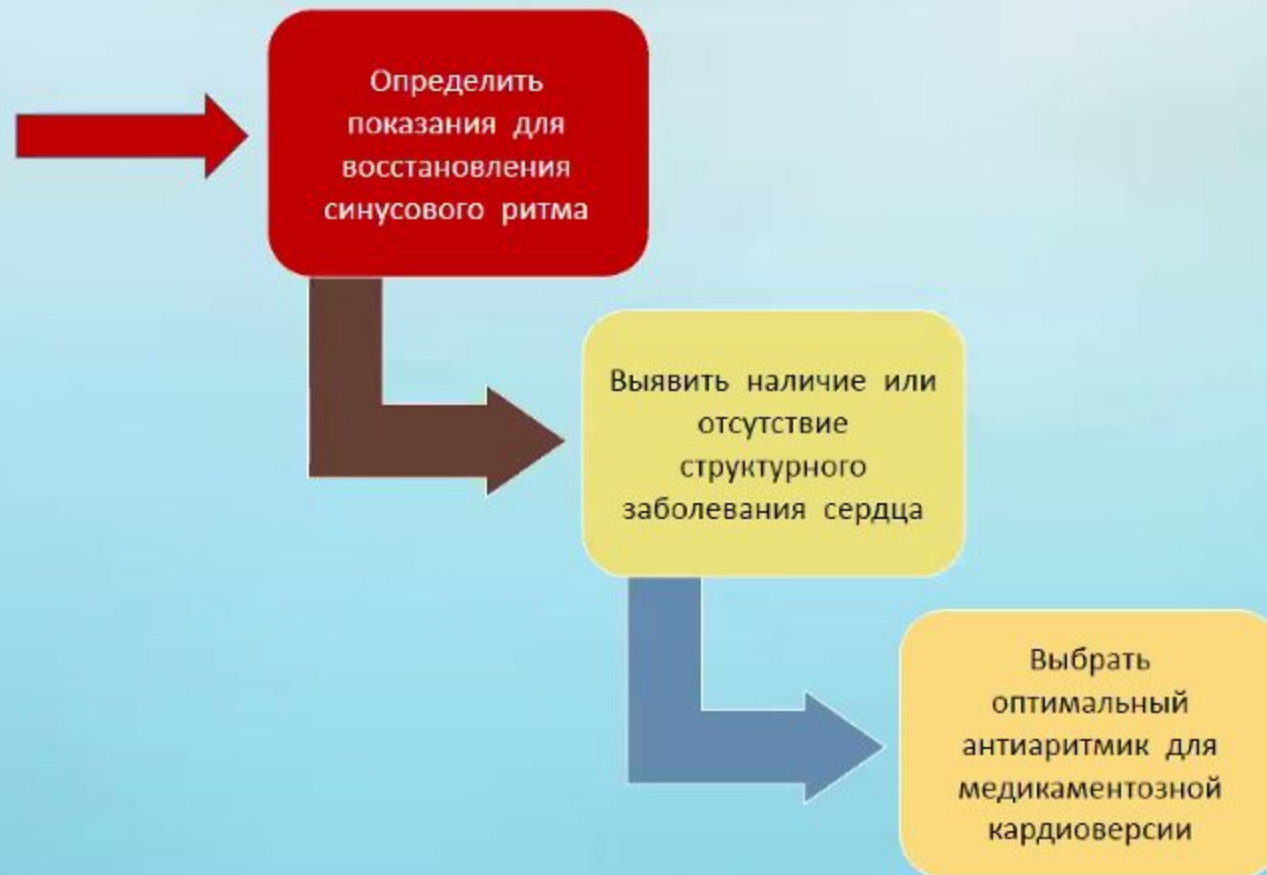 Определить
показания для
восстановления
синусового ритма
Выявить наличие или
отсутствие
структурного
заболевания сердца
Выбрать
оптимальный
антиаритмик для
медикаментозной
кардиоверсии